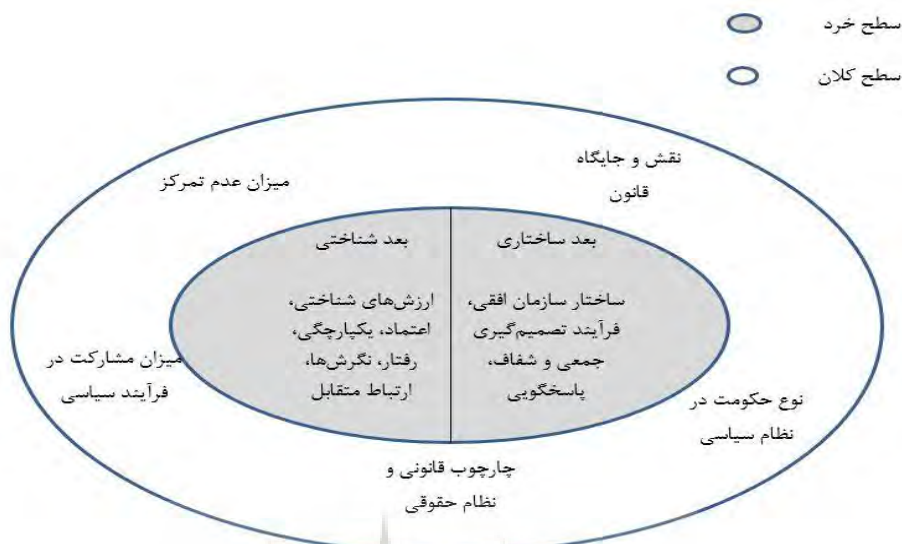 سطح خرد
سطح کلان
نقش و جایگاه
قانون
میزان عدم تمرکز
بعد ساختاری
ساختار سازمان افقی،
فرآیند تصمیم‌گیری
جمعی و شفاف،
پاسخگویی
بعد شناختی
ارزش‌های شناختی،
اعتماد، یکپارچگی،
رفتار، نگرش‌ها،
ارتباط متقابل
میزان مشارکت در
فرآیند سیاسی
نوع حکومت در
نظام سیاسی
چارچوب قانونی و
نظام حقوقی